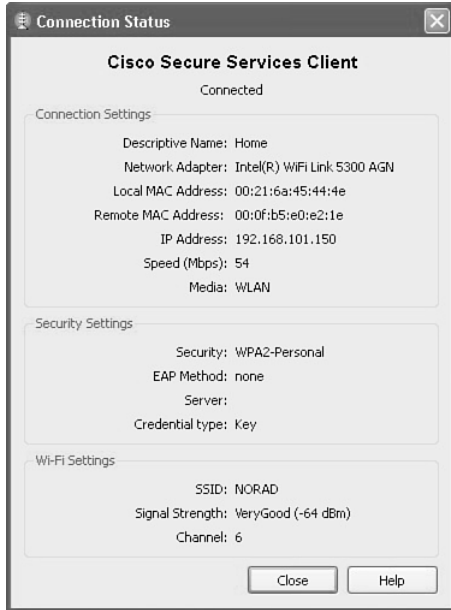 Connection Status
Cisco Secure Services Client
Connected
Connection Settings
Descriptive Name: Home
Network Adapter: Intel(R) WiFi Link 5300 AGN
Local MAC Address: 00:21:6a:45:44:4e
Remote MAC Address: 00:0f:b5:e0:e2:1e
IP Address: 192.168.101.150
Speed (Mbps): 54
Media: WLAN
Security Settings
Security: WPA2-Personal
EAP Method: none
Server:
Credential type: Key
Wi-Fi Settings
SSID: NORAD
Signal Strength: VeryGood (-64 dBm)
Channel: 6
Close Help